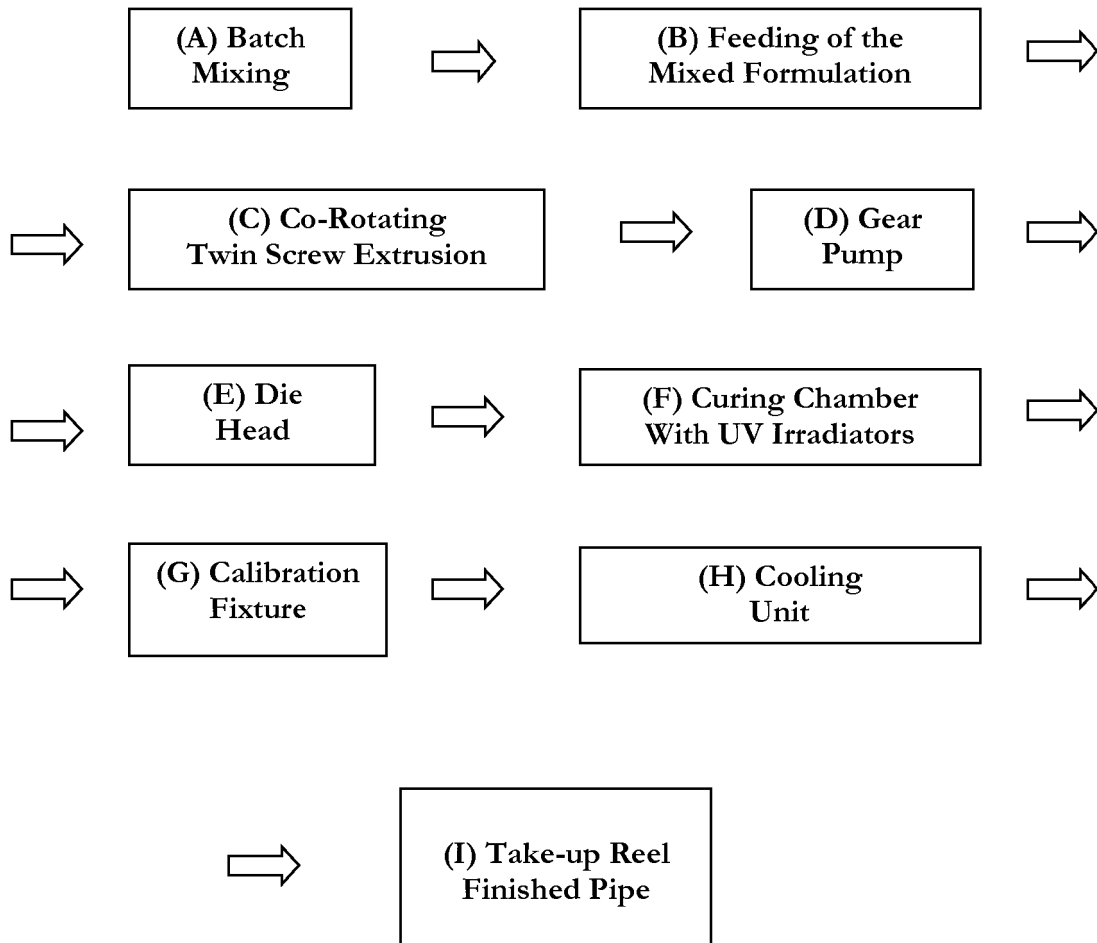 (A) Batch
Mixing
(B) Feeding of the
Mixed Formulation
(C) Co-Rotating
Twin Screw Extrusion
(D) Gear
Pump
(E) Die
Head
(F) Curing Chamber
With UV Irradiators
(G) Calibration
Fixture
(H) Cooling
Unit
(I) Take-up Reel
Finished Pipe